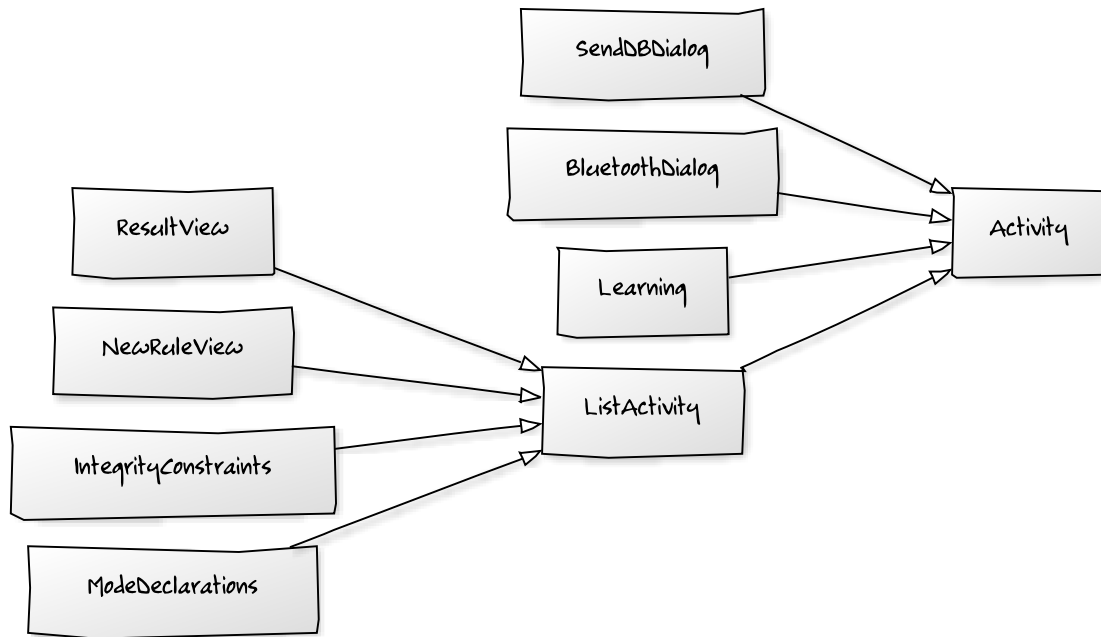 SendDBDialog
BluetoothDialog
ResultView
Activity
Learning
NewRuleView
ListActivity
IntegrityConstraints
ModeDeclarations